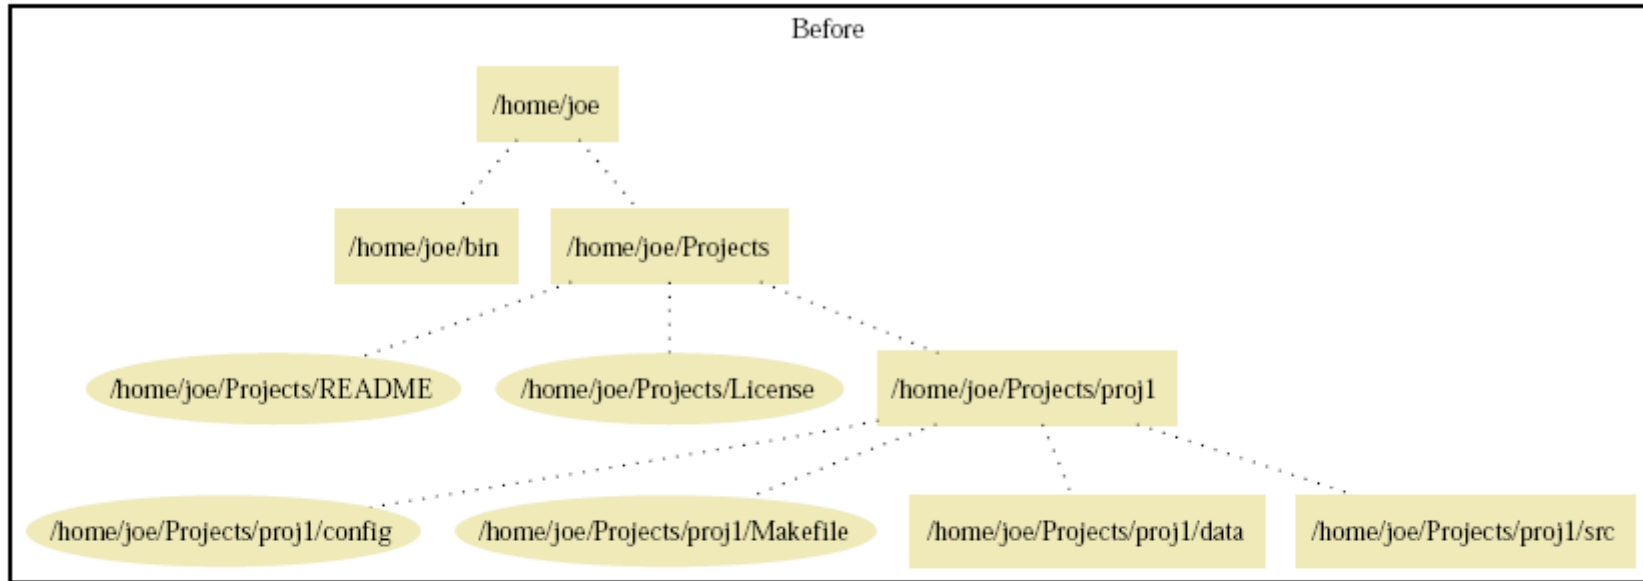 Before
/home/joe
/home/joe/bin
/home/joe/Projects
/home/joe/Projects/README
/home/joe/Projects/License
/home/joe/Projects/proj1
/home/joe/Projects/proj1/config
/home/joe/Projects/proj1/Makefile
/home/joe/Projects/proj1/data
/home/joe/Projects/proj1/src